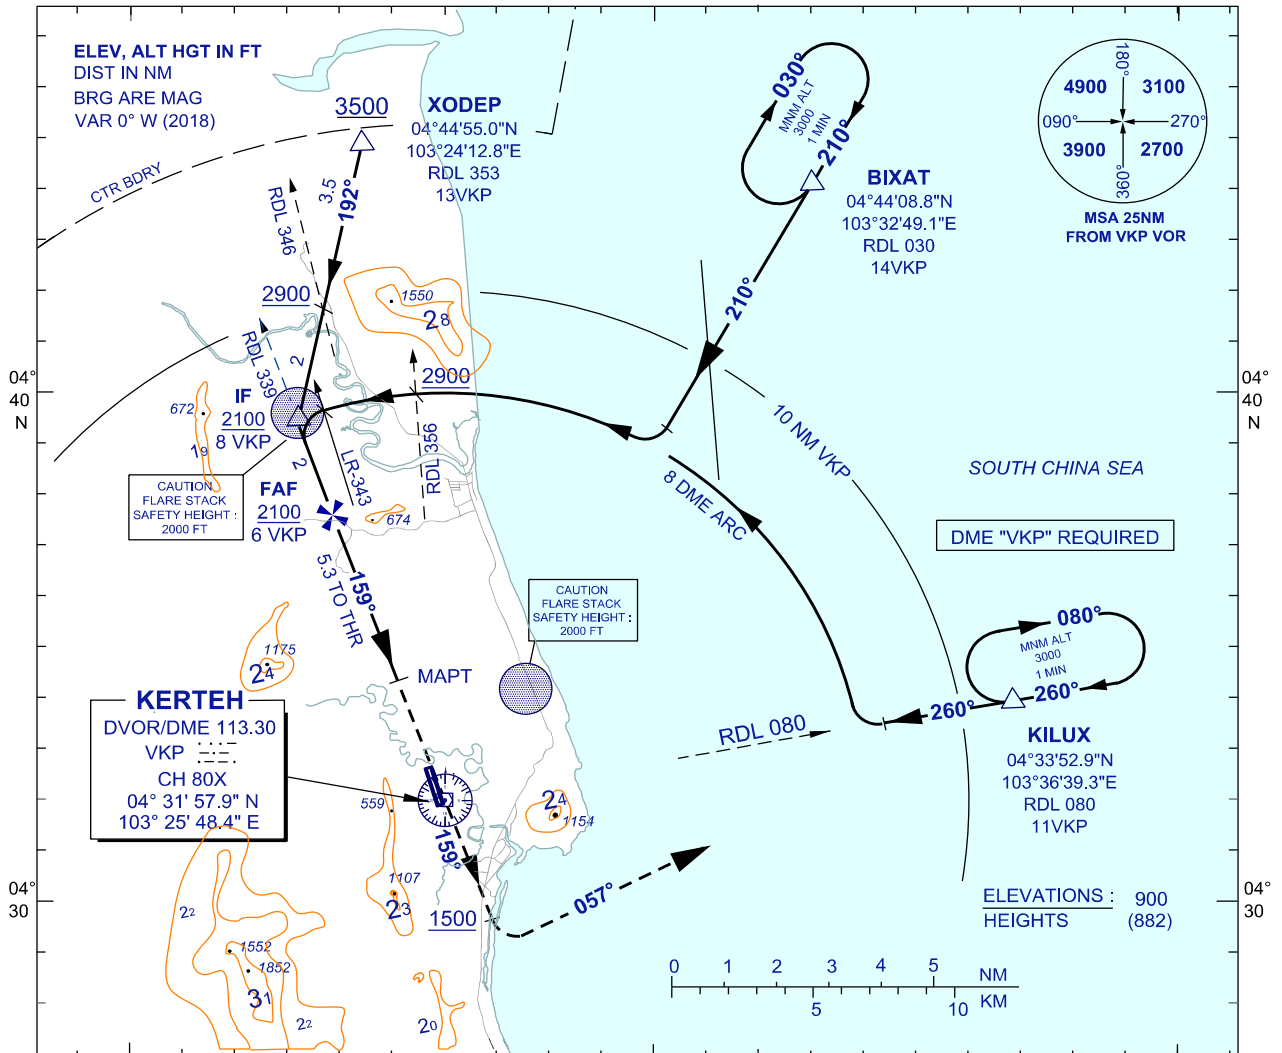 ELEV, ALT HGT IN FT
DIST IN NM
BRG ARE MAG
VAR 0° W (2018)
3500
XODEP
04°44'55.0"N
103°24'12.8"E
RDL 353
13VKP
CTR BDRY
RDL 346
3.5
192°
030°
MNM ALT
3000
1 MIN
210°
BIXAT
04°44'08.8"N
103°32'49.1"E
RDL 030
14VKP
180°
4900
3100
090°
270°
3900
2700
360°
MSA 25NM
FROM VKP VOR
2900
1550
28
210°
RDL 339
2
04°
40
N
IF
2100
8 VKP
672
19
2900
RDL 356
LR-343
2
10 NM VKP
8 DME ARC
04°
40
N
SOUTH CHINA SEA
CAUTION
FLARE STACK
SAFETY HEIGHT :
2000 FT
FAF
2100
6 VKP
674
DME "VKP" REQUIRED
159°
5.3 TO THR
CAUTION
FLARE STACK
SAFETY HEIGHT :
2000 FT
1175
24
MAPT
080°
MNM ALT
3000
1 MIN
260°
260°
KILUX
04°33'52.9"N
103°36'39.3"E
RDL 080
11VKP
RDL 080
KERTEH
DVOR/DME 113.30
VKP
CH 80X
04° 31' 57.9" N
103° 25' 48.4" E
559
24
1154
159°
1107
23
1500
057°
04°
30
04°
30
ELEVATIONS : 900
HEIGHTS (882)
22
1552
1852
31
22
20
0 1 2 3 4 5 NM
5 10 KM